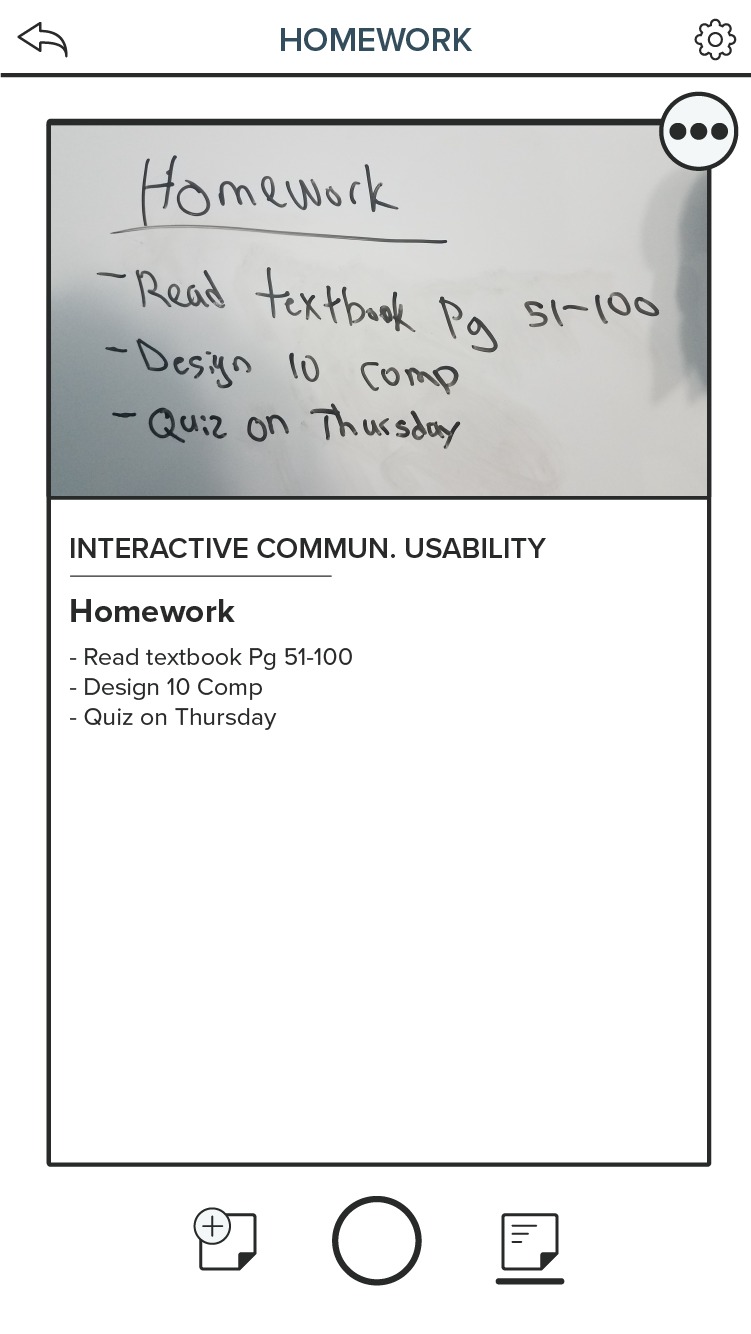 HOMEWORK
Homework
- Read textbook Pg 51-100
- Design 10 Comp
- Quiz on Thursday
INTERACTIVE COMMUN. USABILITY
Homework
- Read textbook Pg 51-100
- Design 10 Comp
- Quiz on Thursday